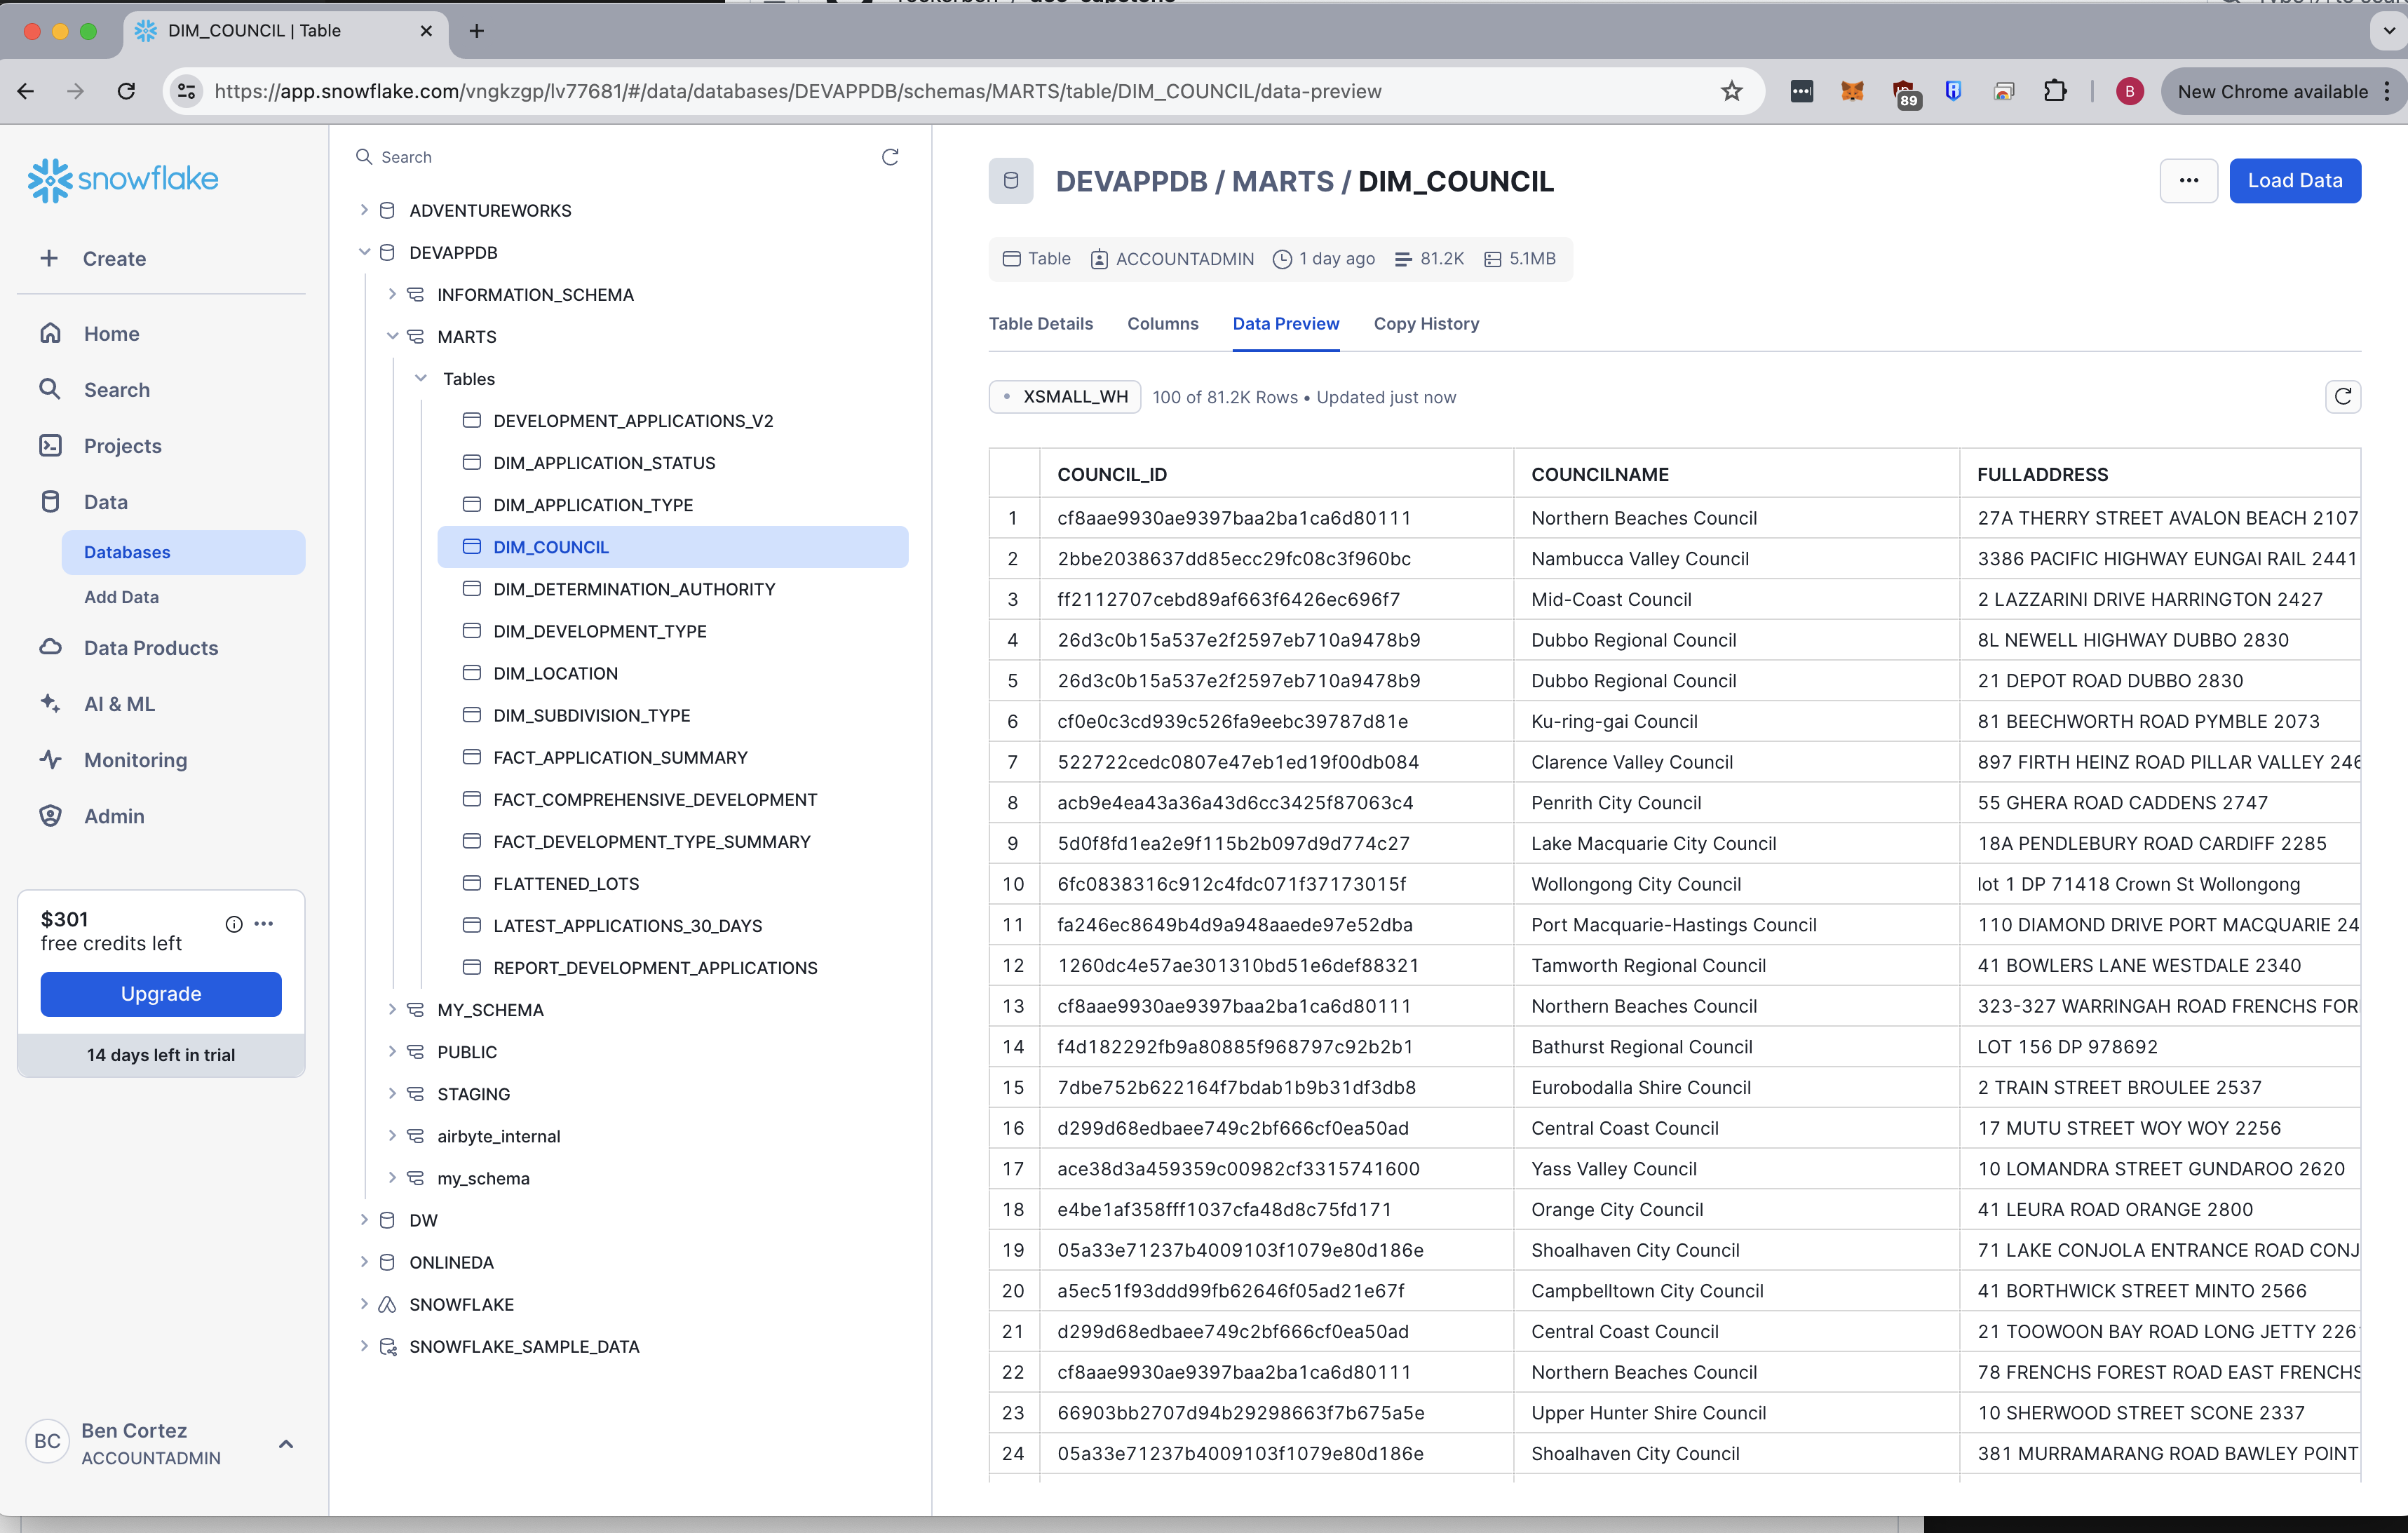 DIM_COUNCIL | Table
https://app.snowflake.com/vngkzgp/lv77681/#/data/databases/DEVAPPDB/schemas/MARTS/table/DIM_COUNCIL/data-preview
89
B
New Chrome available
snowflake
Create
Home
Search
Projects
Data
Databases
Add Data
Data Products
AI & ML
Monitoring
Admin
$301
free credits left
Upgrade
14 days left in trial
BC
Ben Cortez
ACCOUNTADMIN
Search
ADVENTUREWORKS
DEVAPPDB
INFORMATION_SCHEMA
MARTS
Tables
DEVELOPMENT_APPLICATIONS_V2
DIM_APPLICATION_STATUS
DIM_APPLICATION_TYPE
DIM_COUNCIL
DIM_DETERMINATION_AUTHORITY
DIM_DEVELOPMENT_TYPE
DIM_LOCATION
DIM_SUBDIVISION_TYPE
FACT_APPLICATION_SUMMARY
FACT_COMPREHENSIVE_DEVELOPMENT
FACT_DEVELOPMENT_TYPE_SUMMARY
FLATTENED_LOTS
LATEST_APPLICATIONS_30_DAYS
REPORT_DEVELOPMENT_APPLICATIONS
MY_SCHEMA
PUBLIC
STAGING
airbyte_internal
my_schema
DW
ONLINEDA
SNOWFLAKE
SNOWFLAKE_SAMPLE_DATA
DEVAPPDB / MARTS / DIM_COUNCIL
Load Data
Table ACCOUNTADMIN 1 day ago 81.2K 5.1MB
Table Details Columns Data Preview Copy History
XSMALL_WH 100 of 81.2K Rows • Updated just now
COUNCIL_ID COUNCILNAME FULLADDRESS
1 cf8aae9930ae9397baa2ba1ca6d80111 Northern Beaches Council 27A THERRY STREET AVALON BEACH 2107
2 2bbe2038637dd85ecc29fc08c3f960bc Nambucca Valley Council 3386 PACIFIC HIGHWAY EUNGAI RAIL 2441
3 ff2112707cebd89af663f6426ec696f7 Mid-Coast Council 2 LAZZARINI DRIVE HARRINGTON 2427
4 26d3c0b15a537e2f2597eb710a9478b9 Dubbo Regional Council 8L NEWELL HIGHWAY DUBBO 2830
5 26d3c0b15a537e2f2597eb710a9478b9 Dubbo Regional Council 21 DEPOT ROAD DUBBO 2830
6 cf0e0c3cd939c526fa9eebc39787d81e Ku-ring-gai Council 81 BEECHWORTH ROAD PYMBLE 2073
7 522722cedc0807e47eb1ed19f00db084 Clarence Valley Council 897 FIRTH HEINZ ROAD PILLAR VALLEY 246
8 acb9e4ea43a36a43d6cc3425f87063c4 Penrith City Council 55 GHERA ROAD CADDENS 2747
9 5d0f8fd1ea2e9f115b2b097d9d774c27 Lake Macquarie City Council 18A PENDLEBURY ROAD CARDIFF 2285
10 6fc0838316c912c4fdc071f37173015f Wollongong City Council lot 1 DP 71418 Crown St Wollongong
11 fa246ec8649b4d9a948aaede97e52dba Port Macquarie-Hastings Council 110 DIAMOND DRIVE PORT MACQUARIE 24
12 1260dc4e57ae301310bd51e6def88321 Tamworth Regional Council 41 BOWLERS LANE WESTDALE 2340
13 cf8aae9930ae9397baa2ba1ca6d80111 Northern Beaches Council 323-327 WARRINGAH ROAD FRENCHS FOR
14 f4d182292fb9a80885f968797c92b2b1 Bathurst Regional Council LOT 156 DP 978692
15 7dbe752b622164f7bdab1b9b31df3db8 Eurobodalla Shire Council 2 TRAIN STREET BROULEE 2537
16 d299d68edbaee749c2bf666cf0ea50ad Central Coast Council 17 MUTU STREET WOY WOY 2256
17 ace38d3a459359c00982cf3315741600 Yass Valley Council 10 LOMANDRA STREET GUNDAROO 2620
18 e4be1af358fff1037cfa48d8c75fd171 Orange City Council 41 LEURA ROAD ORANGE 2800
19 05a33e71237b4009103f1079e80d186e Shoalhaven City Council 71 LAKE CONJOLA ENTRANCE ROAD CONJ
20 a5ec51f93ddd99fb62646f05ad21e67f Campbelltown City Council 41 BORTHWICK STREET MINTO 2566
21 d299d68edbaee749c2bf666cf0ea50ad Central Coast Council 21 TOOWOON BAY ROAD LONG JETTY 226
22 cf8aae9930ae9397baa2ba1ca6d80111 Northern Beaches Council 78 FRENCHS FOREST ROAD EAST FRENCHS
23 66903bb2707d94b29298663f7b675a5e Upper Hunter Shire Council 10 SHERWOOD STREET SCONE 2337
24 05a33e71237b4009103f1079e80d186e Shoalhaven City Council 381 MURRAMARANG ROAD BAWLEY POINT